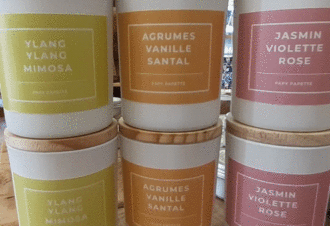 YLANG
YLANG
MIMOSA
AGRUMES
VANILLE
SANTAL
JASMIN
VIOLETTE
ROSE
YLANG
YLANG
MIMOSA
AGRUMES
VANILLE
SANTAL
JASMIN
VIOLETTE
ROSE